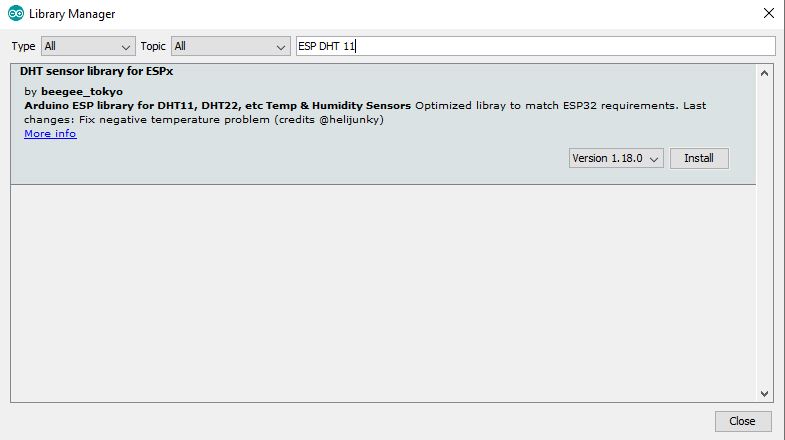 Library Manager
Type All Topic All ESP DHT 11
DHT sensor library for ESPx
by beegee_tokyo
Arduino ESP library for DHT11, DHT22, etc Temp & Humidity Sensors Optimized libray to match ESP32 requirements. Last
changes: Fix negative temperature problem (credits @helijunky)
More info
Version 1.18.0 Install
Close